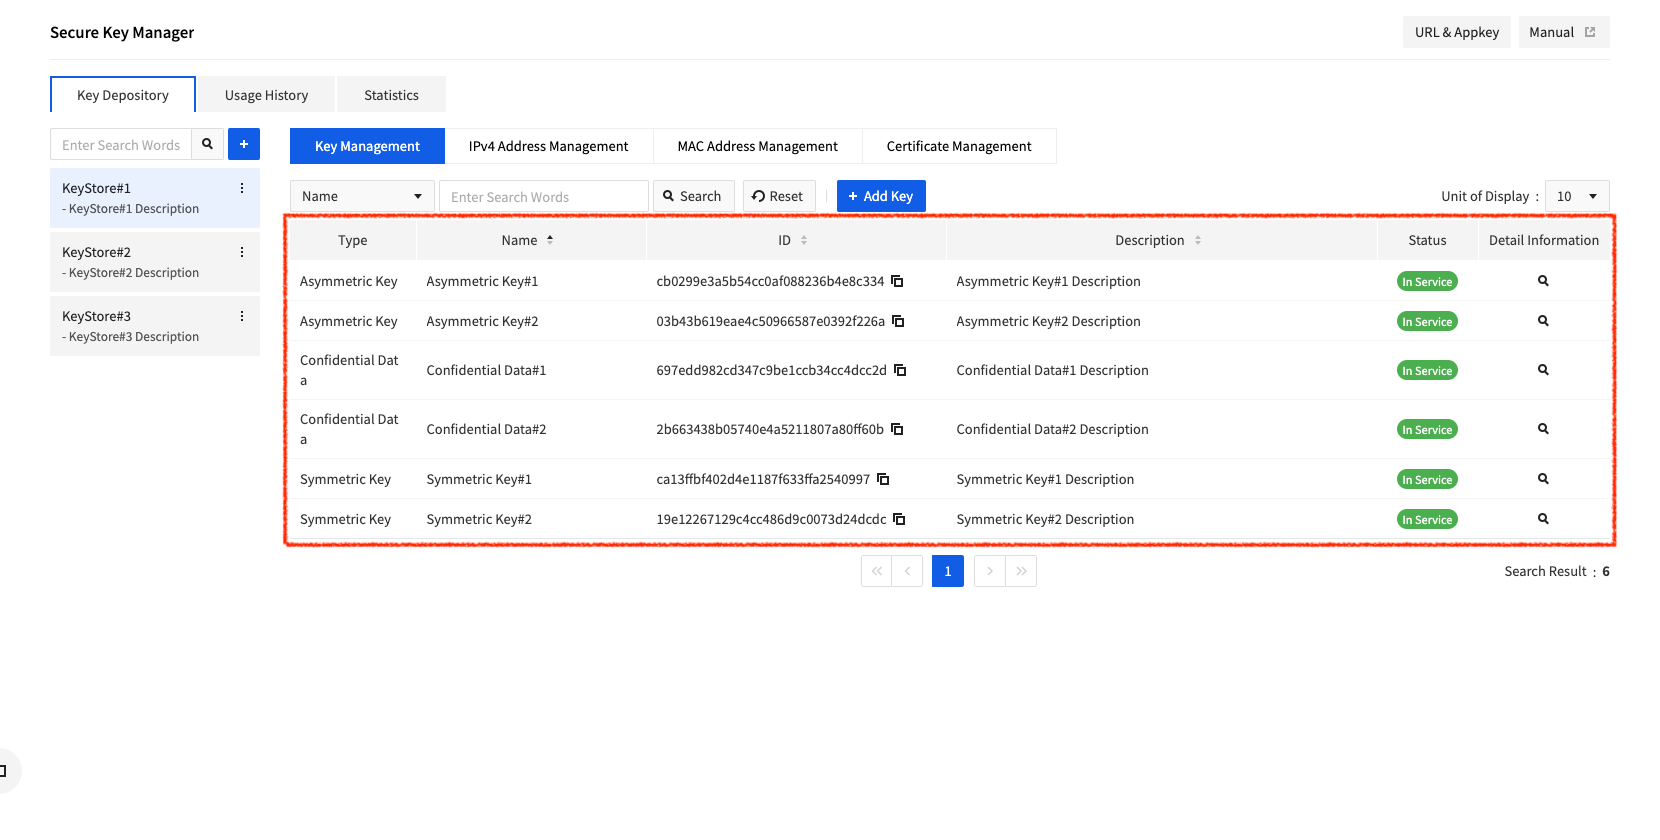 Secure Key Manager
URL & Appkey
Manual
Key Depository
Usage History
Statistics
Enter Search Words
+
KeyStore#1
- KeyStore#1 Description
KeyStore#2
- KeyStore#2 Description
KeyStore#3
- KeyStore#3 Description
Key Management
IPv4 Address Management
MAC Address Management
Certificate Management
Name
Enter Search Words
Search
Reset
+ Add Key
Unit of Display : 10
Type Name ID Description Status Detail Information
Asymmetric Key Asymmetric Key#1 cb0299e3a5b54cc0af088236b4e8c334 Asymmetric Key#1 Description In Service
Asymmetric Key Asymmetric Key#2 03b43b619eae4c50966587e0392f226a Asymmetric Key#2 Description In Service
Confidential Dat
a
Confidential Data#1 697edd982cd347c9be1ccb34cc4dcc2d Confidential Data#1 Description In Service
Confidential Dat
a
Confidential Data#2 2b663438b05740e4a5211807a80ff60b Confidential Data#2 Description In Service
Symmetric Key Symmetric Key#1 ca13ffbf402d4e1187f633ffa2540997 Symmetric Key#1 Description In Service
Symmetric Key Symmetric Key#2 19e12267129c4cc486d9c0073d24dcdc Symmetric Key#2 Description In Service
« ‹ 1 › »
Search Result : 6